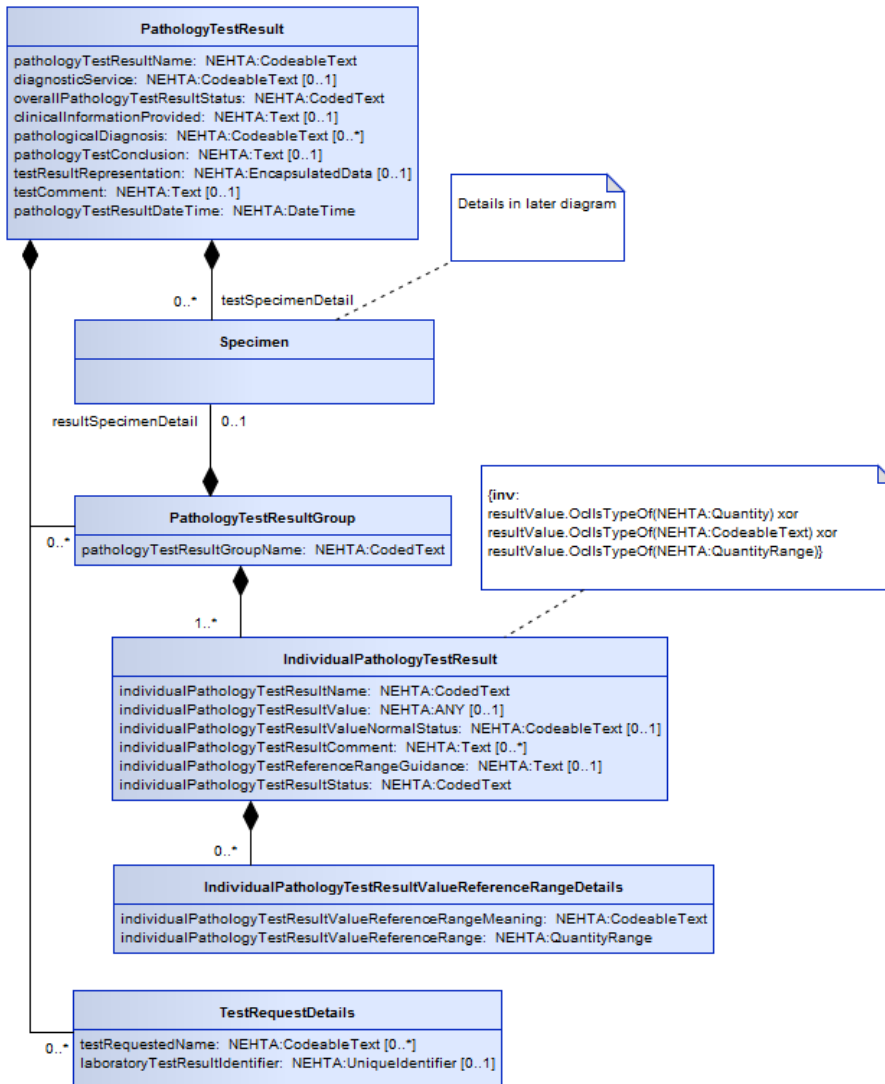 PathologyTestResult
pathologyTestResultName: NEHTA:CodeableText
diagnosticService: NEHTA:CodeableText [0..1]
overallPathologyTestResultStatus: NEHTA:CodedText
clinicalInformationProvided: NEHTA:Text [0..1]
pathologicalDiagnosis: NEHTA:CodeableText [0..*]
pathologyTestConclusion: NEHTA:Text [0..1]
testResultRepresentation: NEHTA:EncapsulatedData [0..1]
testComment: NEHTA:Text [0..1]
pathologyTestResultDateTime: NEHTA:DateTime
Details in later diagram
0..* testSpecimenDetail
Specimen
resultSpecimenDetail 0..1
{inv:
resultValue.OclIsTypeOf(NEHTA:Quantity) xor
resultValue.OclIsTypeOf(NEHTA:CodeableText) xor
resultValue.OclIsTypeOf(NEHTA:QuantityRange)}
PathologyTestResultGroup
0..*
pathologyTestResultGroupName: NEHTA:CodedText
1..*
IndividualPathologyTestResult
individualPathologyTestResultName: NEHTA:CodedText
individualPathologyTestResultValue: NEHTA:ANY [0..1]
individualPathologyTestResultValueNormalStatus: NEHTA:CodeableText [0..1]
individualPathologyTestResultComment: NEHTA:Text [0..*]
individualPathologyTestReferenceRangeGuidance: NEHTA:Text [0..1]
individualPathologyTestResultStatus: NEHTA:CodedText
0..*
IndividualPathologyTestResultValueReferenceRangeDetails
individualPathologyTestResultValueReferenceRangeMeaning: NEHTA:CodeableText
individualPathologyTestResultValueReferenceRange: NEHTA:QuantityRange
TestRequestDetails
0..*
testRequestedName: NEHTA:CodeableText [0..*]
laboratoryTestResultIdentifier: NEHTA:UniqueIdentifier [0..1]